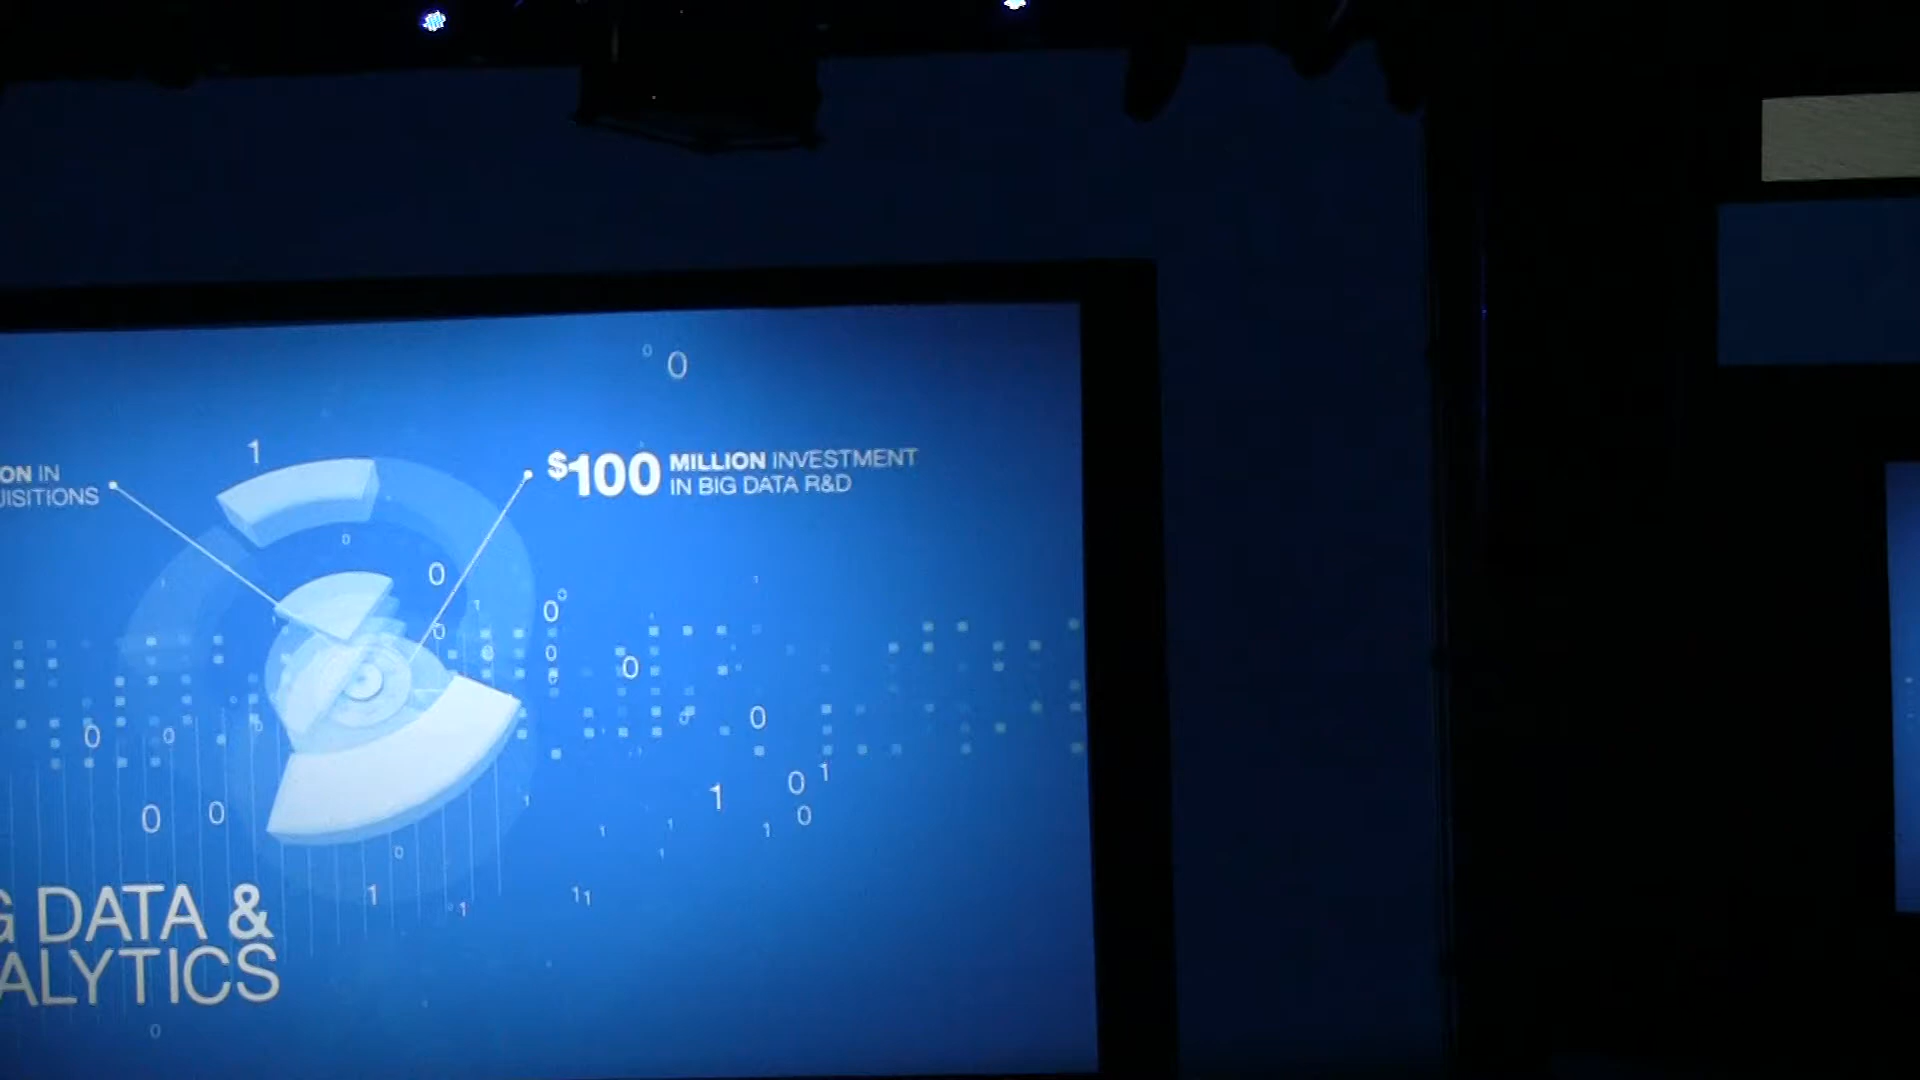 ON IN
UISITIONS
$100 MILLION INVESTMENT
IN BIG DATA R&D
G DATA &
ALYTICS